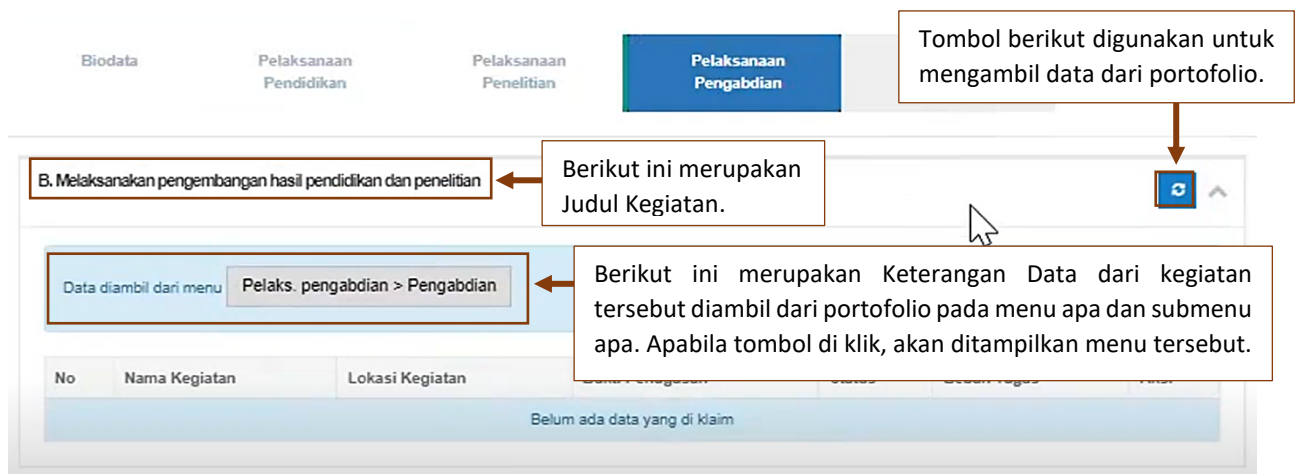 Tombol berikut digunakan untuk
mengambil data dari portofolio.
Biodata
Pelaksanaan
Pendidikan
Pelaksanaan
Penelitian
Pelaksanaan
Pengabdian
B. Melaksanakan pengembangan hasil pendidikan dan penelitian
Berikut ini merupakan
Judul Kegiatan.
Data diambil dari menu Pelaks. pengabdian > Pengabdian
Berikut ini merupakan Keterangan Data dari kegiatan
tersebut diambil dari portofolio pada menu apa dan submenu
apa. Apabila tombol di klik, akan ditampilkan menu tersebut.
No Nama Kegiatan Lokasi Kegiatan
Belum ada data yang di klaim